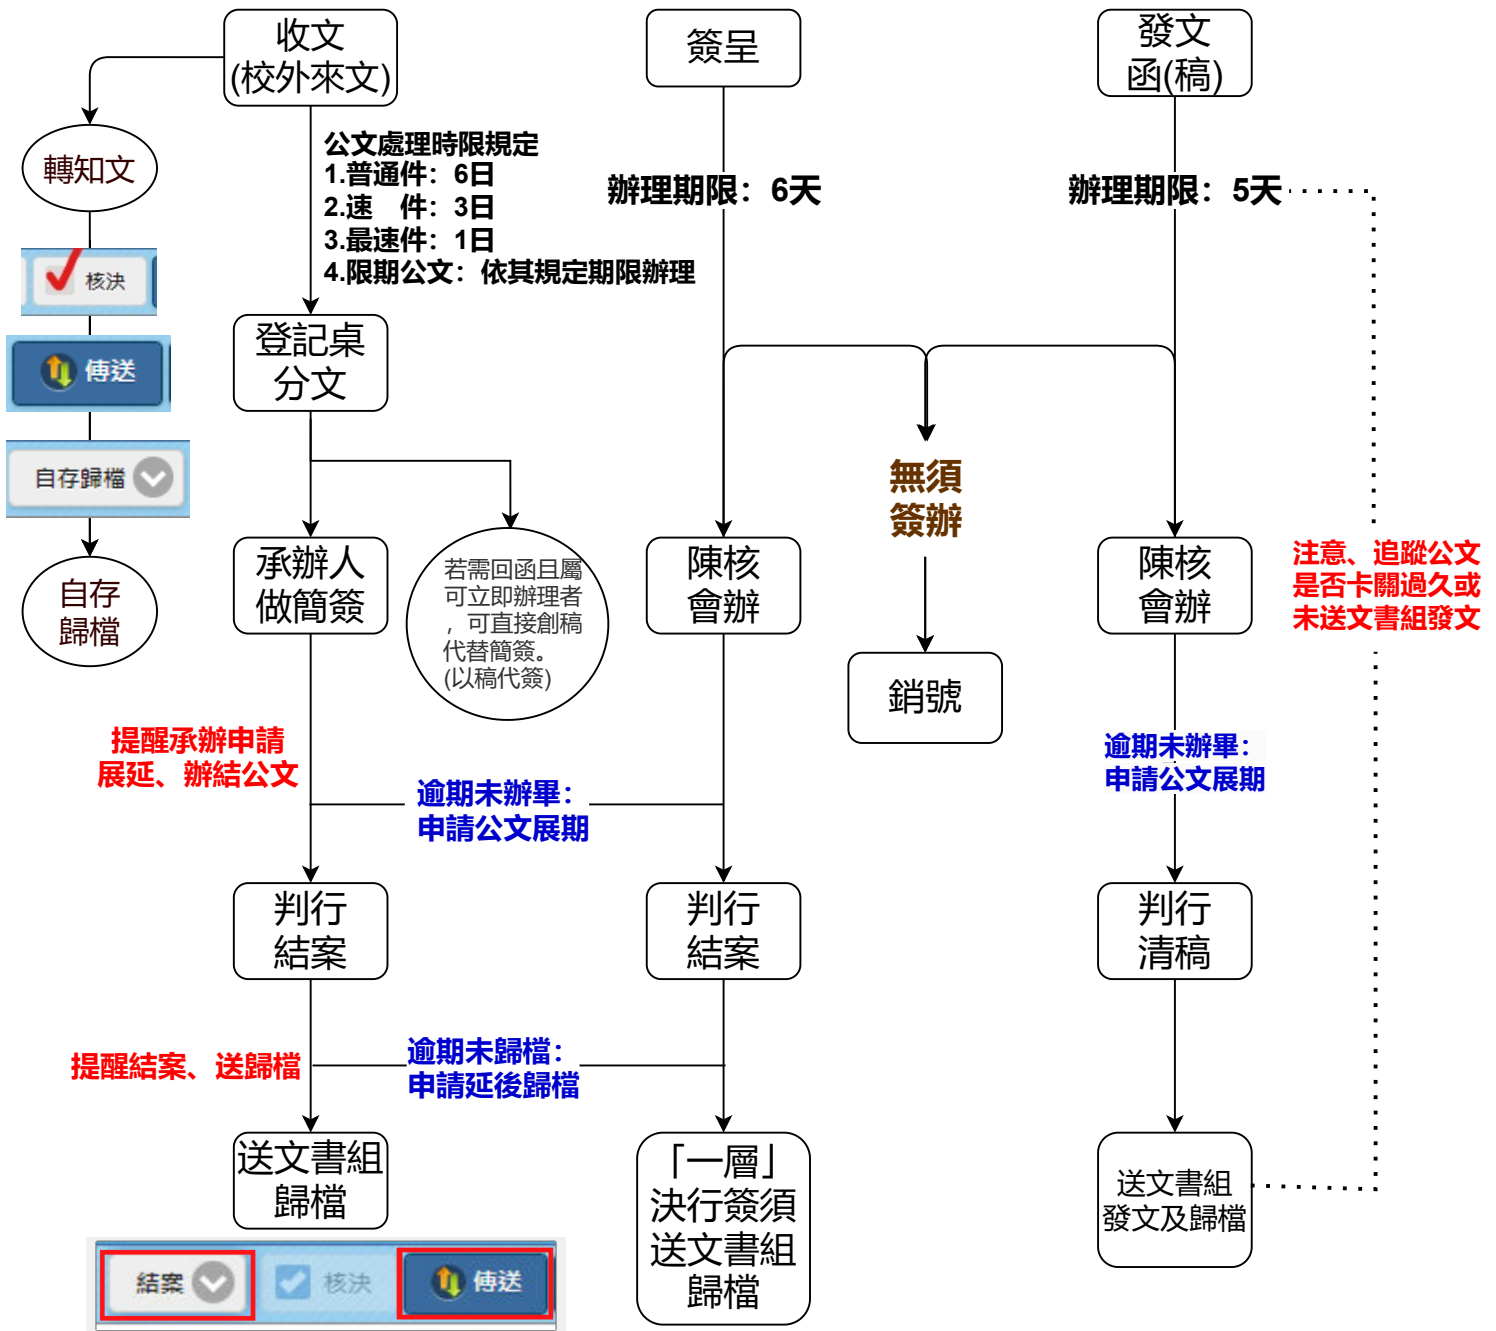 收文
(校外來文)
簽呈
發文
函(稿)
轉知文
公文處理時限規定
1.普通件：6日
2.速　件：3日
3.最速件：1日
4.限期公文：依其規定期限辦理
辦理期限：6天
辦理期限：5天
核決
傳送
自存歸檔
自存
歸檔
登記桌
分文
承辦人
做簡簽
若需回函且屬
可立即辦理者
，可直接創稿
代替簡簽。
(以稿代簽)
陳核
會辦
無須
簽辦
銷號
陳核
會辦
注意、追蹤公文
是否卡關過久或
未送文書組發文
提醒承辦申請
展延、辦結公文
逾期未辦畢：
申請公文展期
逾期未辦畢：
申請公文展期
判行
結案
判行
結案
判行
清稿
提醒結案、送歸檔
逾期未歸檔：
申請延後歸檔
送文書組
歸檔
「一層」
決行簽須
送文書組
歸檔
送文書組
發文及歸檔
結案
核決
傳送